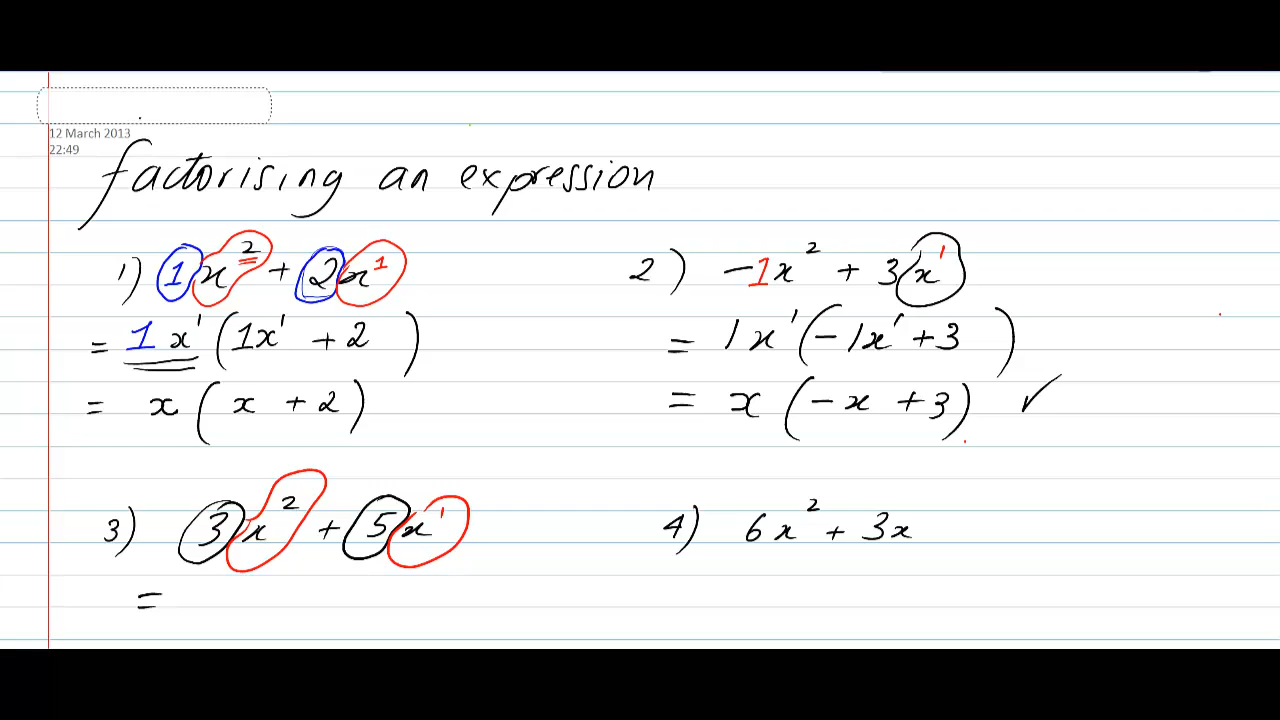 12 March 2013
22:49
factorising an expression
1) 1x² + 2x¹
= 1x¹(1x¹ + 2)
= x(x + 2)
2) -1x² + 3x¹
= 1x¹(-1x¹ + 3)
= x(-x + 3) ✓
3) 3x² + 5x¹
=
4) 6x² + 3x